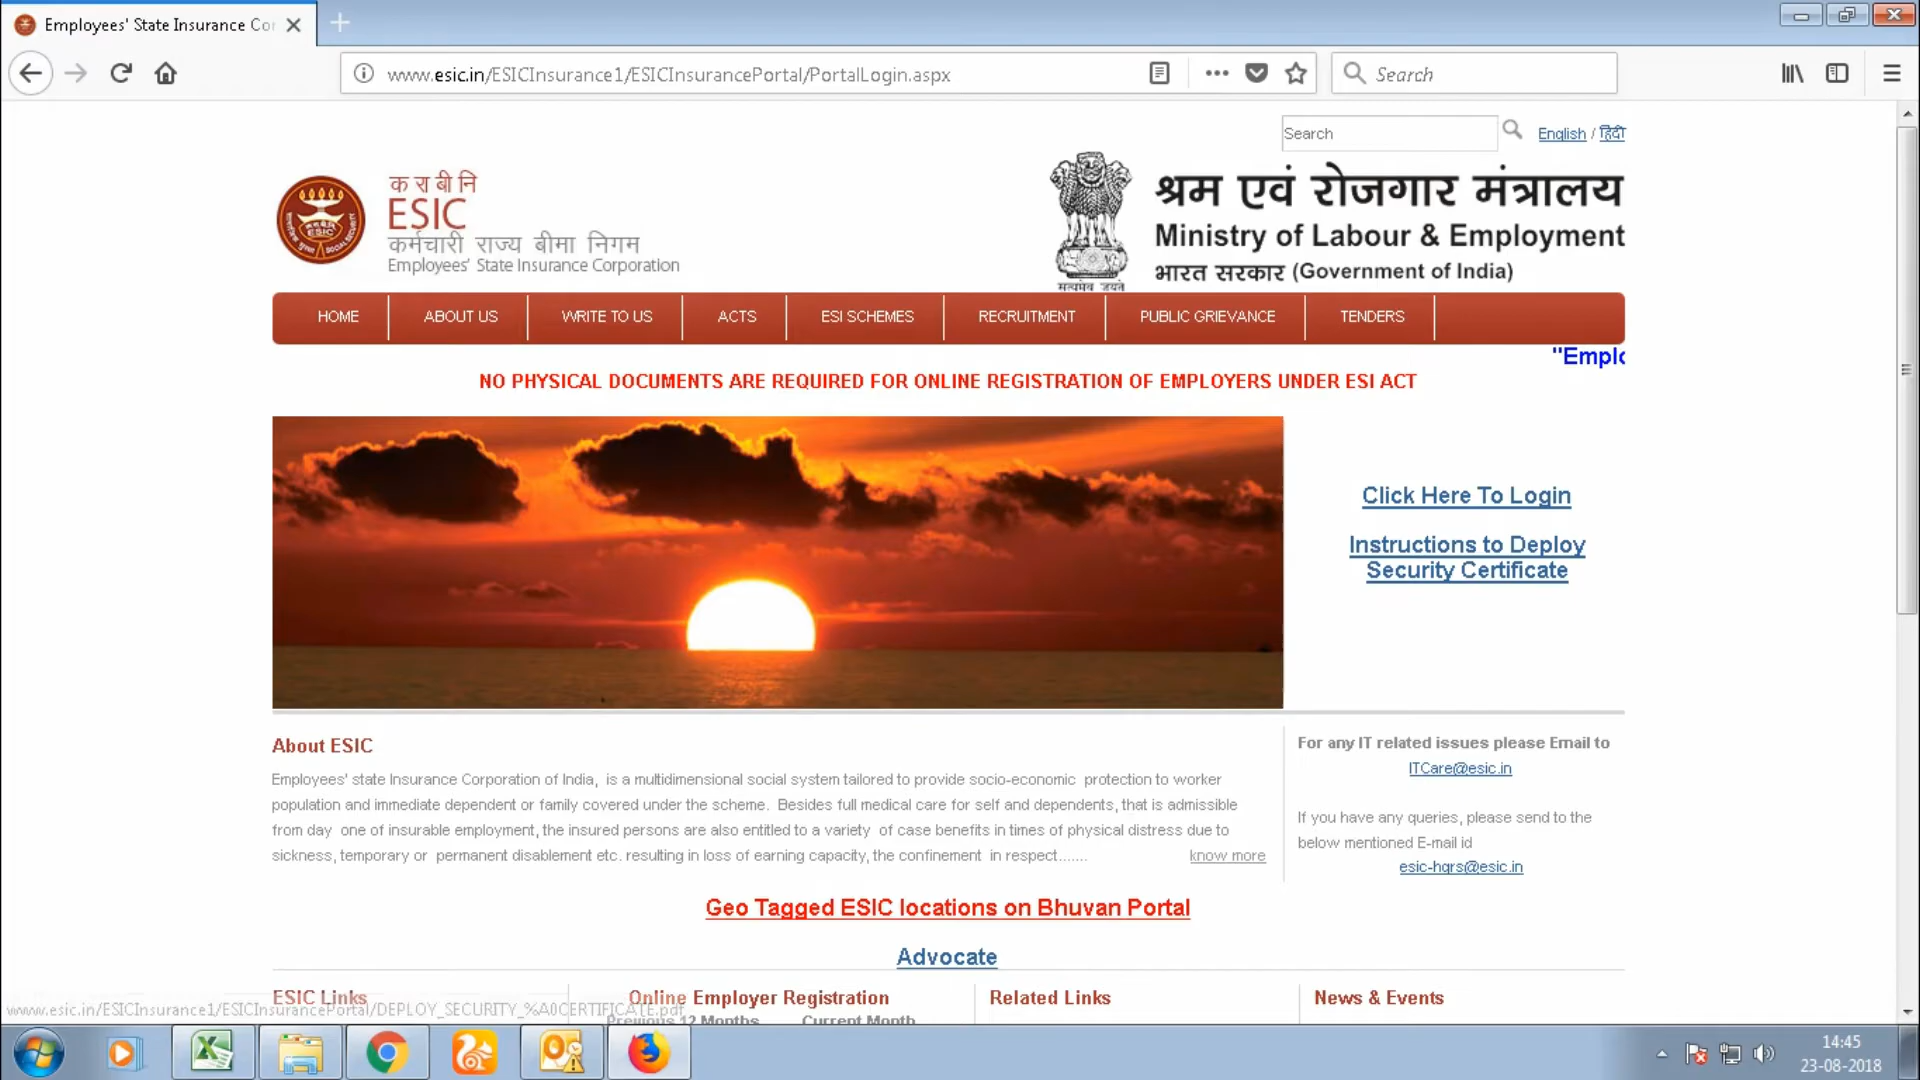 Employees' State Insurance Cor
www.esic.in/ESICInsurance1/ESICInsurancePortal/PortalLogin.aspx
Search
Search
English / हिंदी
क रा बी नि
ESIC
कर्मचारी राज्य बीमा निगम
Employees' State Insurance Corporation
श्रम एवं रोजगार मंत्रालय
Ministry of Labour & Employment
भारत सरकार (Government of India)
सत्यमेव जयते
HOME
ABOUT US
WRITE TO US
ACTS
ESI SCHEMES
RECRUITMENT
PUBLIC GRIEVANCE
TENDERS
"Emplo
NO PHYSICAL DOCUMENTS ARE REQUIRED FOR ONLINE REGISTRATION OF EMPLOYERS UNDER ESI ACT
Click Here To Login
Instructions to Deploy
Security Certificate
About ESIC
Employees' state Insurance Corporation of India, is a multidimensional social system tailored to provide socio-economic protection to worker
population and immediate dependent or family covered under the scheme. Besides full medical care for self and dependents, that is admissible
from day one of insurable employment, the insured persons are also entitled to a variety of case benefits in times of physical distress due to
sickness, temporary or permanent disablement etc. resulting in loss of earning capacity, the confinement in respect.......
know more
For any IT related issues please Email to
ITCare@esic.in
If you have any queries, please send to the
below mentioned E-mail id
esic-hqrs@esic.in
Geo Tagged ESIC locations on Bhuvan Portal
Advocate
ESIC Links
Online Employer Registration
Related Links
News & Events
www.esic.in/ESICInsurance1/ESICInsurancePortal/DEPLOY_SECURITY_%A0CERTIFICATE.pdf
Previous 12 Months
Current Month
14:45
23-08-2018